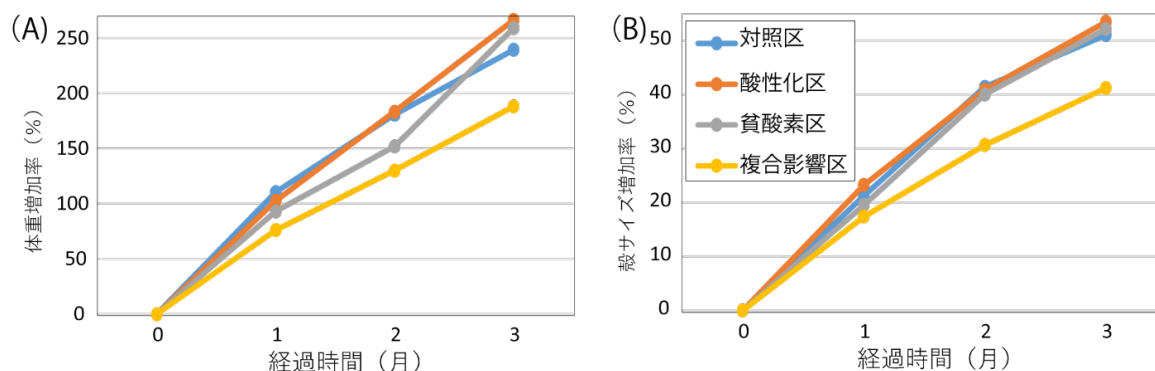 (A)
250
200
150
100
50
0
体重増加率（%）
0 1 2 3
経過時間（月）
(B)
50
40
30
20
10
0
殻サイズ増加率（%）
対照区
酸性化区
貧酸素区
複合影響区
0 1 2 3
経過時間（月）